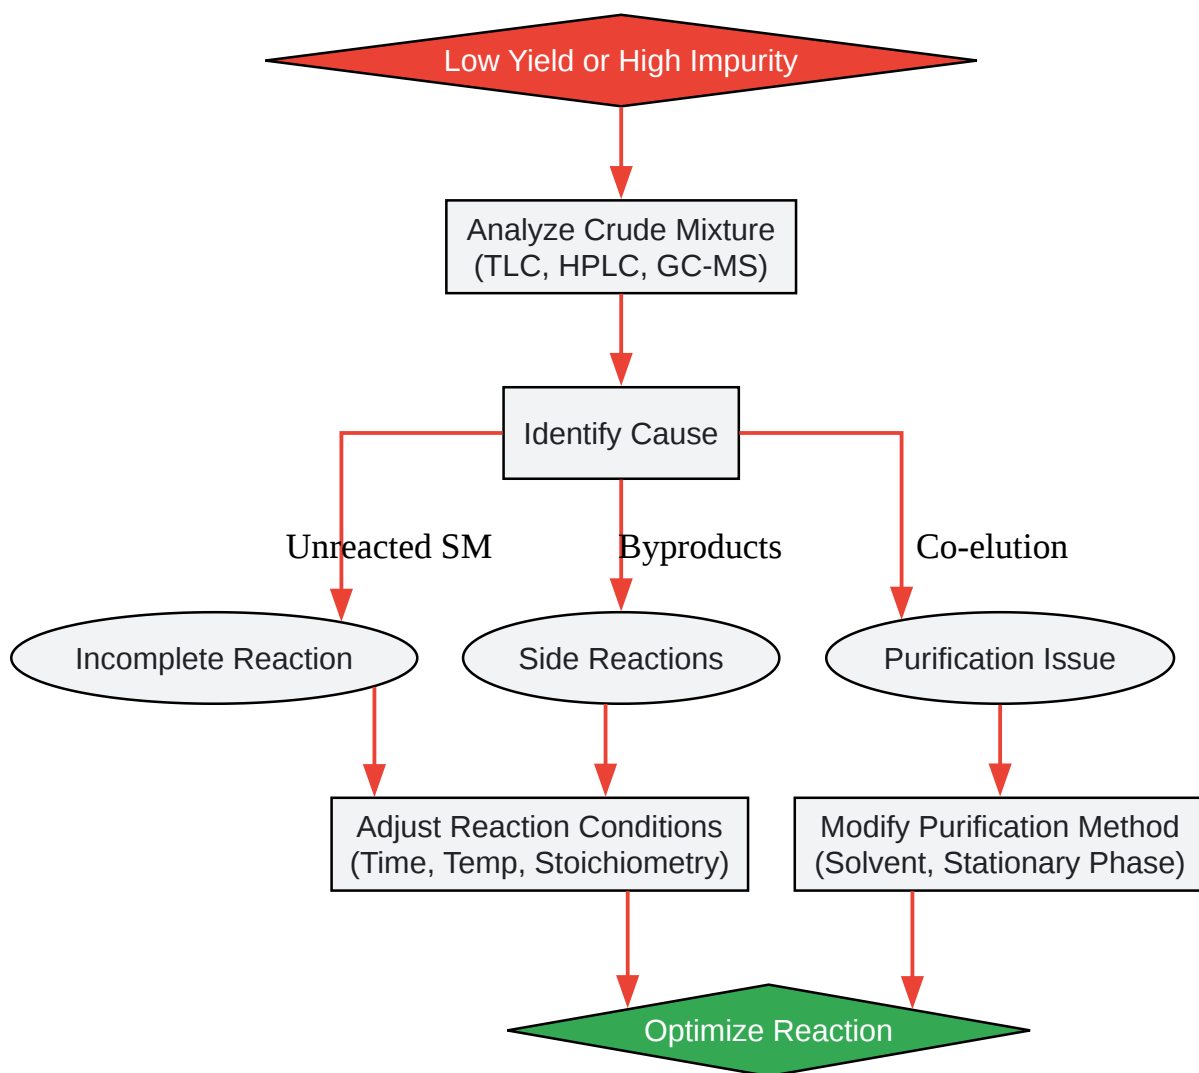 Low Yield or High Impurity
Analyze Crude Mixture
(TLC, HPLC, GC-MS)
Identify Cause
Unreacted SM
Byproducts
Co-elution
Incomplete Reaction
Side Reactions
Purification Issue
Adjust Reaction Conditions
(Time, Temp, Stoichiometry)
Modify Purification Method
(Solvent, Stationary Phase)
Optimize Reaction